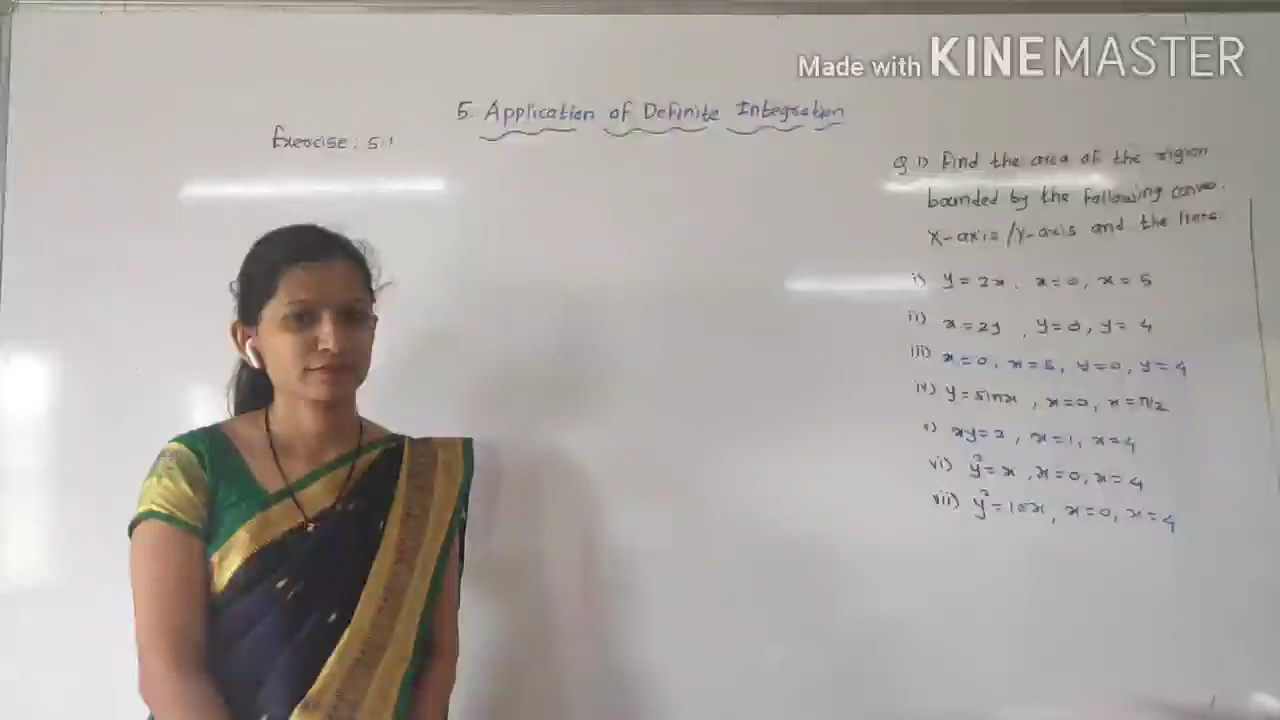 Made with KINEMASTER
5. Application of Definite Integration
Exercise : 5.1
Q.1) Find the area of the region
bounded by the following curve.
X-axis /Y-axis and the lines.
i) y = 2x, x=0, x=5
ii) x=2y, y=0, y=4
iii) x=0, x=5, y=0, y=4
iv) y=sinx, x=0, x=π/2
v) xy=2, x=1, x=4
vi) y²=x, x=0, x=4
vii) y²=16x, x=0, x=4